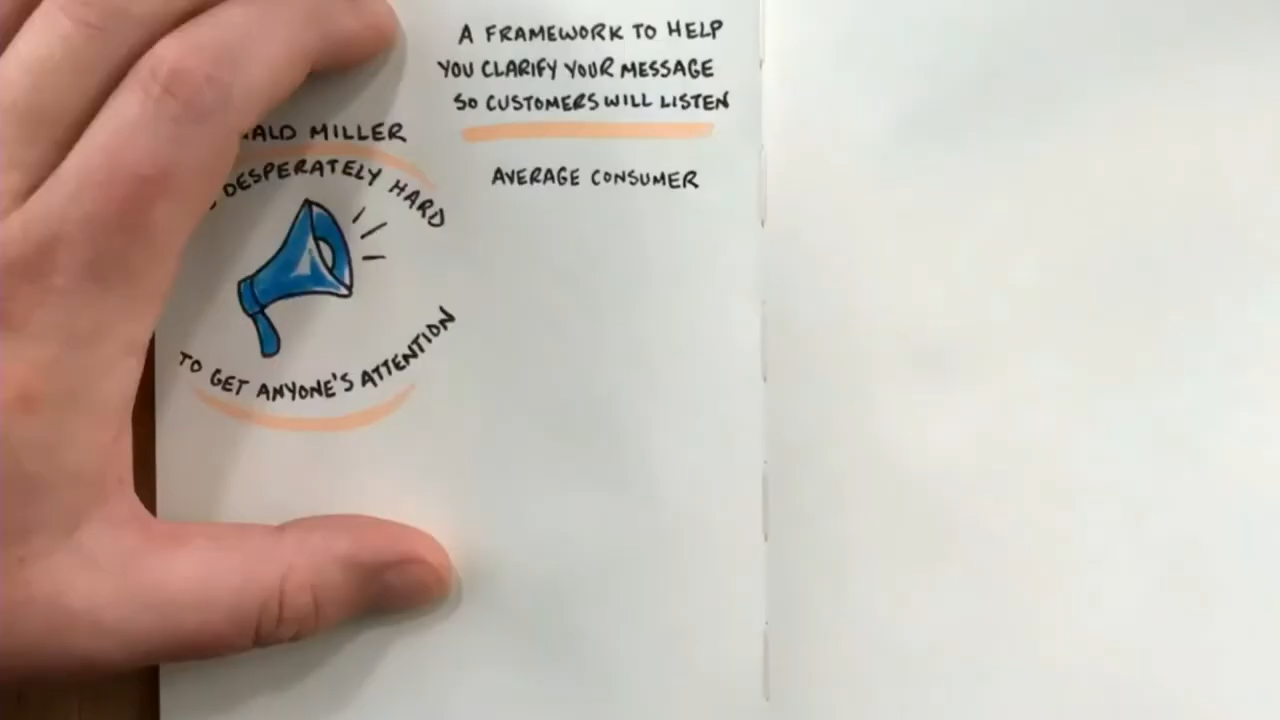 A FRAMEWORK TO HELP
YOU CLARIFY YOUR MESSAGE
SO CUSTOMERS WILL LISTEN
ALD MILLER
DESPERATELY HARD
TO GET ANYONE'S ATTENTION
AVERAGE CONSUMER